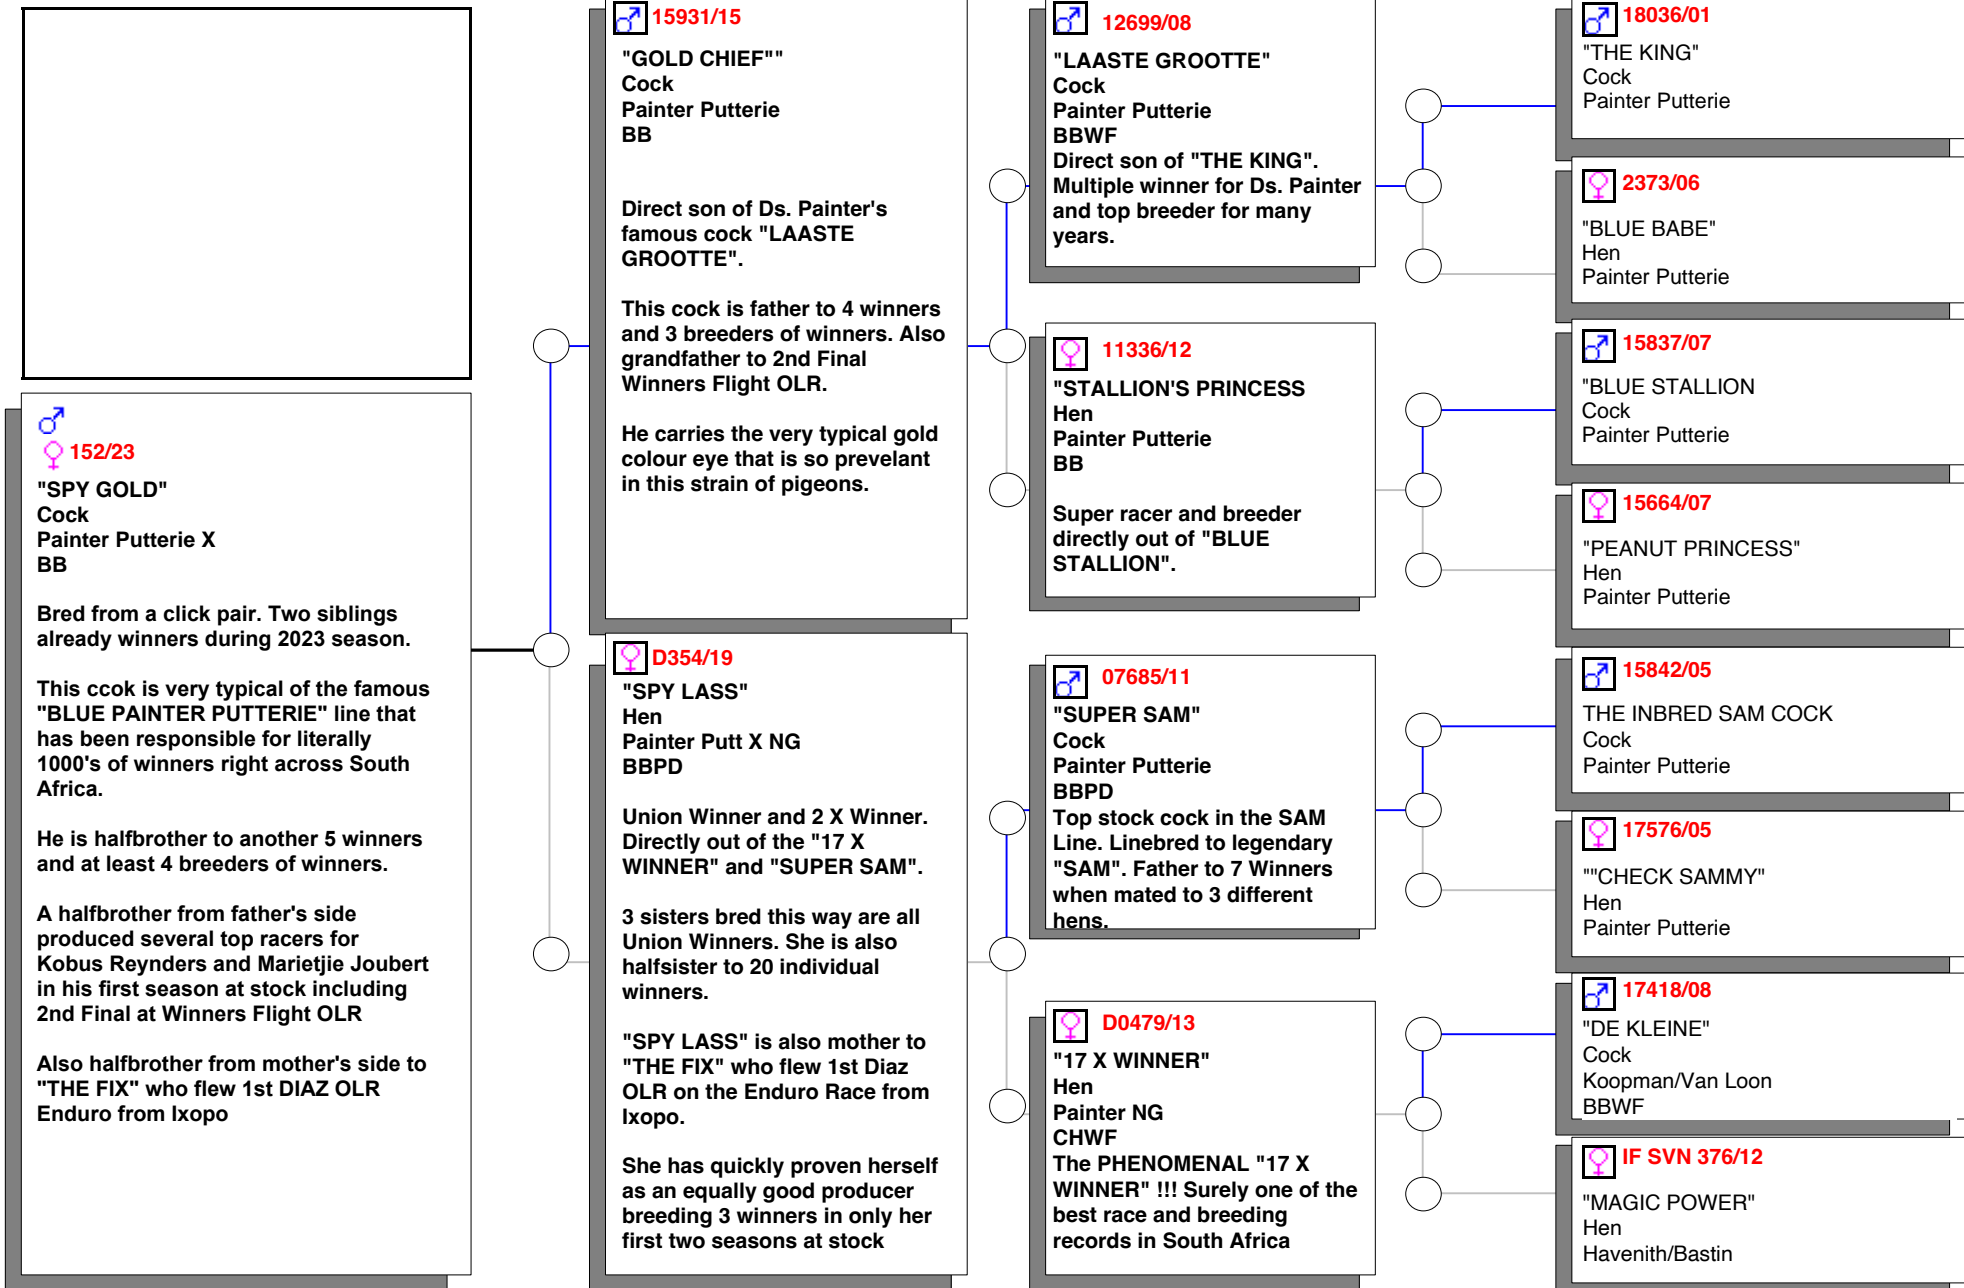 152/23
"SPY GOLD"
Cock
Painter Putterie X
BB
Bred from a click pair. Two siblings
already winners during 2023 season.
This ccok is very typical of the famous
"BLUE PAINTER PUTTERIE" line that
has been responsible for literally
1000's of winners right across South
Africa.
He is halfbrother to another 5 winners
and at least 4 breeders of winners.
A halfbrother from father's side
produced several top racers for
Kobus Reynders and Marietjie Joubert
in his first season at stock including
2nd Final at Winners Flight OLR
Also halfbrother from mother's side to
"THE FIX" who flew 1st DIAZ OLR
Enduro from Ixopo
15931/15
"GOLD CHIEF""
Cock
Painter Putterie
BB
Direct son of Ds. Painter's
famous cock "LAASTE
GROOTTE".
This cock is father to 4 winners
and 3 breeders of winners. Also
grandfather to 2nd Final
Winners Flight OLR.
He carries the very typical gold
colour eye that is so prevelant
in this strain of pigeons.
D354/19
"SPY LASS"
Hen
Painter Putt X NG
BBPD
Union Winner and 2 X Winner.
Directly out of the "17 X
WINNER" and "SUPER SAM".
3 sisters bred this way are all
Union Winners. She is also
halfsister to 20 individual
winners.
"SPY LASS" is also mother to
"THE FIX" who flew 1st Diaz
OLR on the Enduro Race from
Ixopo.
She has quickly proven herself
as an equally good producer
breeding 3 winners in only her
first two seasons at stock
12699/08
"LAASTE GROOTTE"
Cock
Painter Putterie
BBWF
Direct son of "THE KING".
Multiple winner for Ds. Painter
and top breeder for many
years.
11336/12
"STALLION'S PRINCESS
Hen
Painter Putterie
BB
Super racer and breeder
directly out of "BLUE
STALLION".
07685/11
"SUPER SAM"
Cock
Painter Putterie
BBPD
Top stock cock in the SAM
Line. Linebred to legendary
"SAM". Father to 7 Winners
when mated to 3 different
hens.
D0479/13
"17 X WINNER"
Hen
Painter NG
CHWF
The PHENOMENAL "17 X
WINNER" !!! Surely one of the
best race and breeding
records in South Africa
18036/01
"THE KING"
Cock
Painter Putterie
2373/06
"BLUE BABE"
Hen
Painter Putterie
15837/07
"BLUE STALLION
Cock
Painter Putterie
15664/07
"PEANUT PRINCESS"
Hen
Painter Putterie
15842/05
THE INBRED SAM COCK
Cock
Painter Putterie
17576/05
""CHECK SAMMY"
Hen
Painter Putterie
17418/08
"DE KLEINE"
Cock
Koopman/Van Loon
BBWF
IF SVN 376/12
"MAGIC POWER"
Hen
Havenith/Bastin